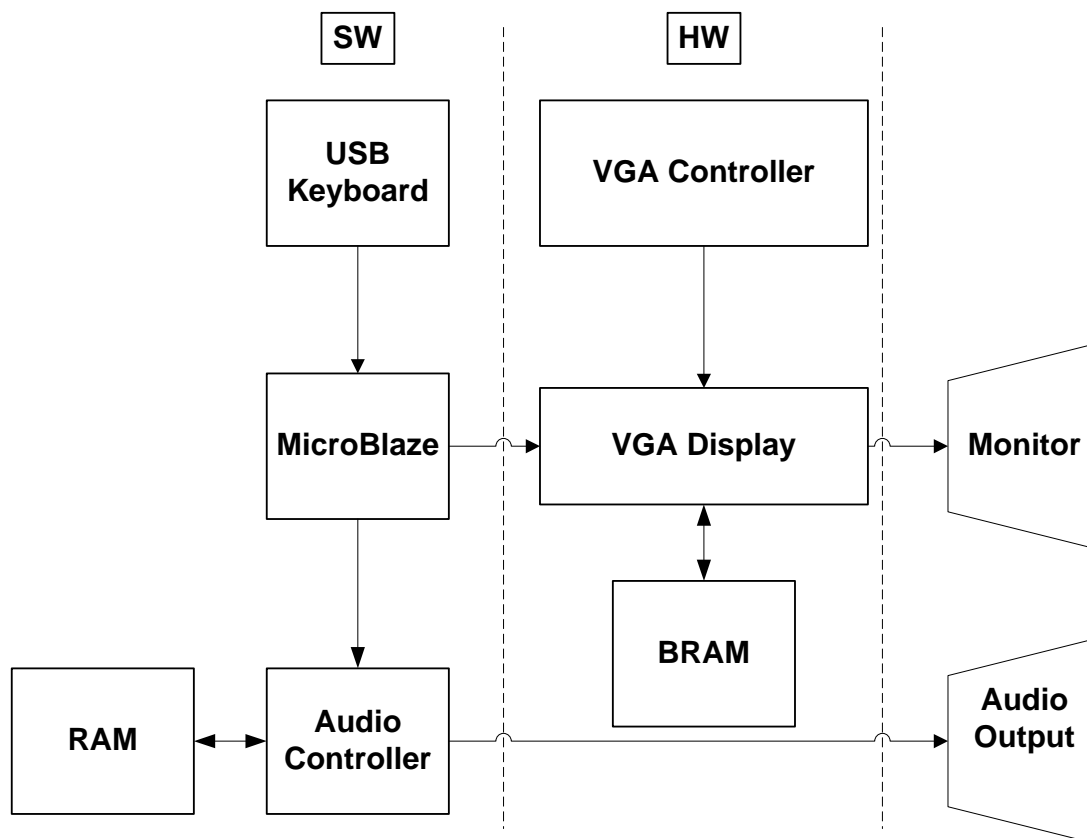 SW
HW
USB
Keyboard
VGA Controller
MicroBlaze
VGA Display
Monitor
BRAM
RAM
Audio
Controller
Audio
Output